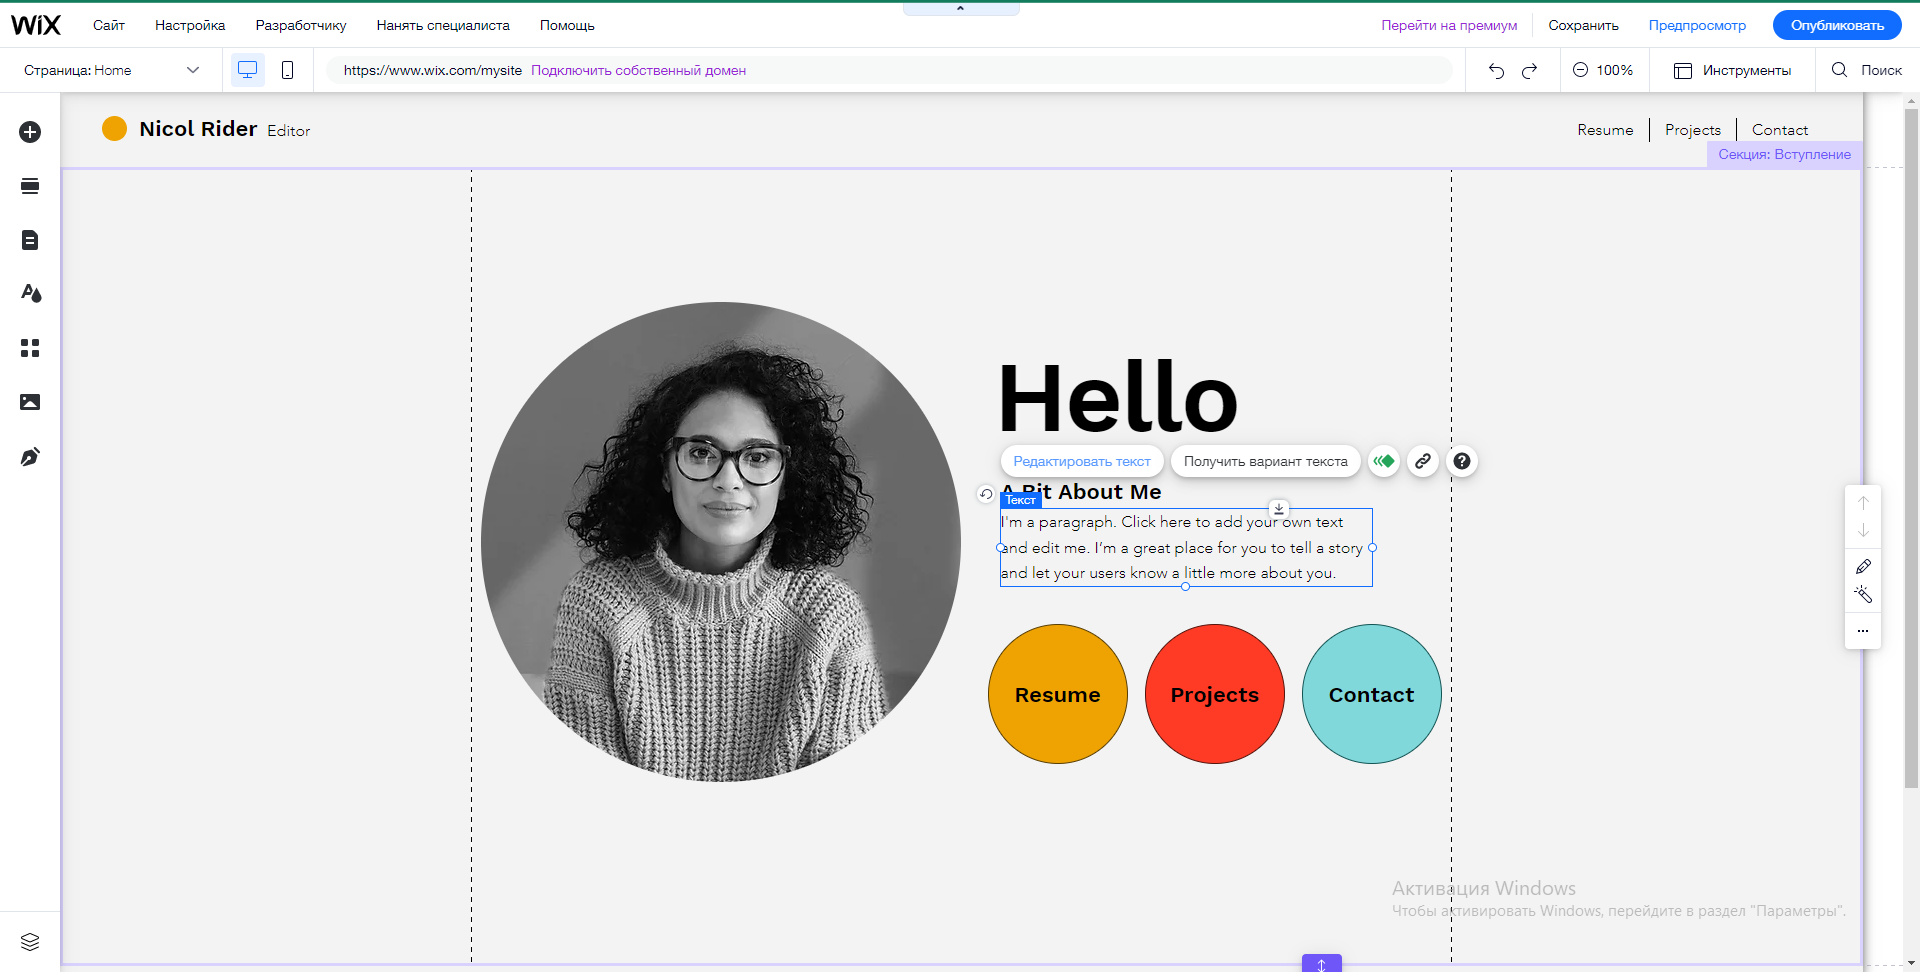 WiX Сайт Настройка Разработчику Нанять специалиста Помощь Перейти на премиум Сохранить Предпросмотр Опубликовать
Страница: Home https://www.wix.com/mysite Подключить собственный домен 100% Инструменты Поиск
Nicol Rider Editor Resume Projects Contact
Секция: Вступление
Hello
Редактировать текст Получить вариант текста
A Bit About Me
Текст
I'm a paragraph. Click here to add your own text
and edit me. I’m a great place for you to tell a story
and let your users know a little more about you.
Resume Projects Contact
Активация Windows
Чтобы активировать Windows, перейдите в раздел "Параметры".